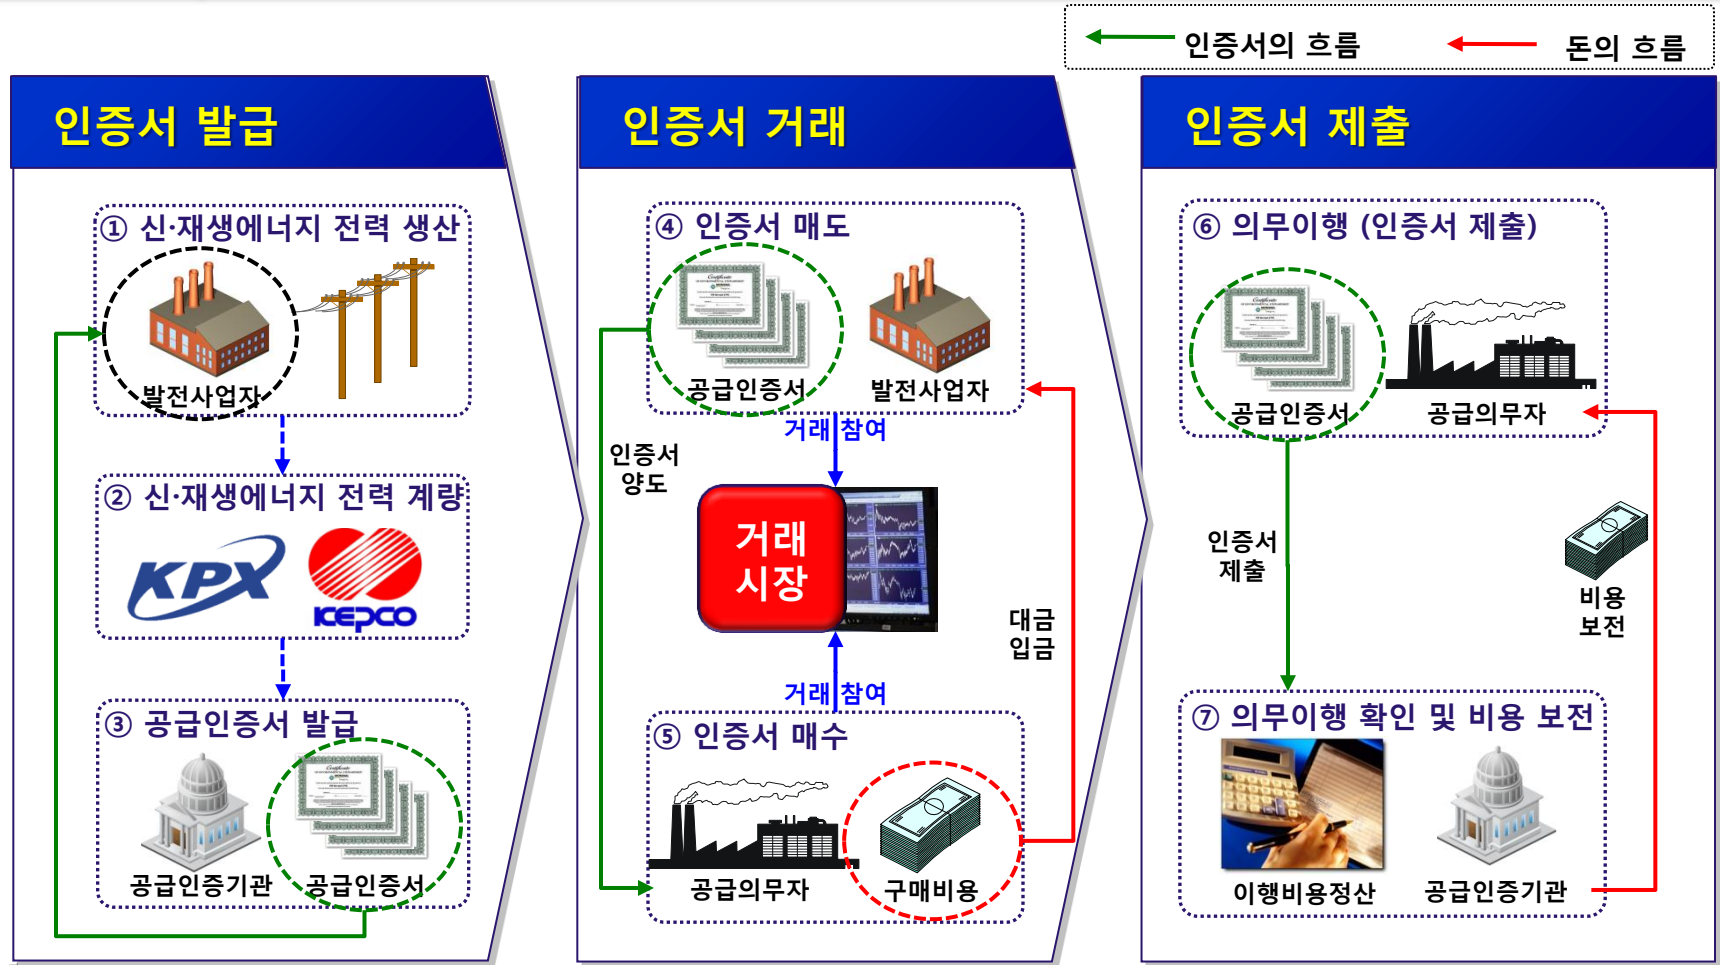 인증서의 흐름
돈의 흐름
인증서 발급
① 신·재생에너지 전력 생산
발전사업자
② 신·재생에너지 전력 계량
KPX
KEPCO
③ 공급인증서 발급
Certificate
공급인증기관
공급인증서
인증서 거래
④ 인증서 매도
Certificate
공급인증서
발전사업자
거래 참여
인증서
양도
거래
시장
대금
입금
거래 참여
⑤ 인증서 매수
공급의무자
구매비용
인증서 제출
⑥ 의무이행 (인증서 제출)
Certificate
공급인증서
공급의무자
인증서
제출
비용
보전
⑦ 의무이행 확인 및 비용 보전
이행비용정산
공급인증기관